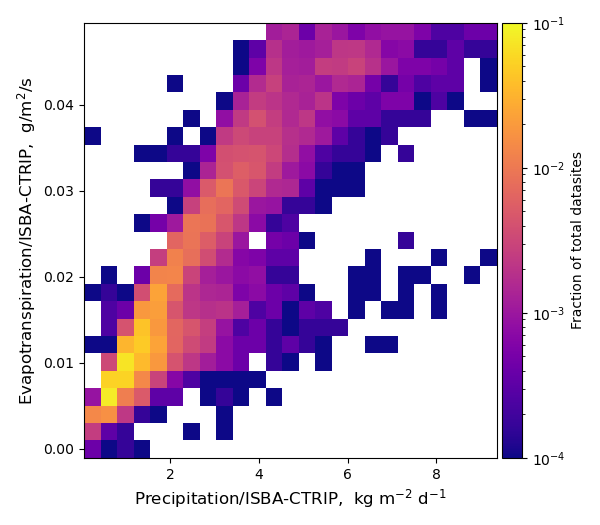 10⁻¹
0.04
10⁻²
0.03
0.02
10⁻³
0.01
0.00
10⁻⁴
2 4 6 8
Evapotranspiration/ISBA-CTRIP, g/m²/s
Fraction of total datasites
Precipitation/ISBA-CTRIP, kg m⁻² d⁻¹